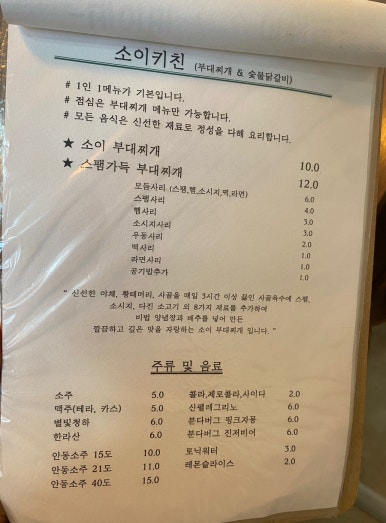 소이키친 (부대찌개 & 숯불닭갈비)
# 1인 1메뉴가 기본입니다.
# 점심은 부대찌개 메뉴만 가능합니다.
# 모든 음식은 신선한 재료로 정성을 다해 요리합니다.
★ 소이 부대찌개
★ 스팸가득 부대찌개 10.0
모듬사리 (스팸,햄,소시지,떡,라면) 12.0
스팸사리 6.0
햄사리 4.0
소시지사리 3.0
우동사리 3.0
떡사리 2.0
라면사리 1.0
공기밥추가 1.0
" 신선한 야채, 황태머리, 사골을 매일 3시간 이상 끓인 사골육수에 스팸,
소시지, 다진 소고기 외 8가지 재료를 추가하여
비법 양념장과 배추를 넣어 만든
깔끔하고 깊은 맛을 자랑하는 소이 부대찌개 입니다. "
주류 및 음료
소주 5.0 콜라,제로콜라,사이다 2.0
맥주(테라, 카스) 5.0 산펠레그리노 6.0
별빛청하 6.0 분다버그 핑크자몽 6.0
한라산 6.0 분다버그 진저비어 6.0
안동소주 15도 10.0 토닉워터 3.0
안동소주 21도 11.0 레몬슬라이스 2.0
안동소주 40도 15.0